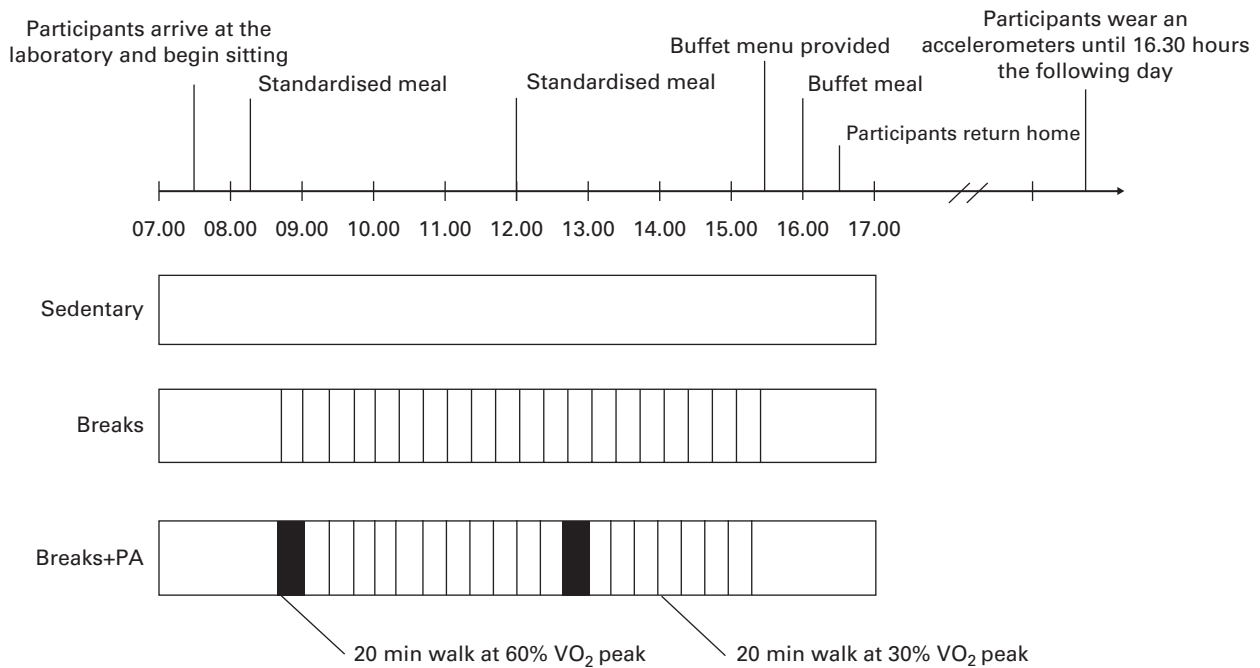 Participants arrive at the
laboratory and begin sitting
Standardised meal
Standardised meal
Buffet menu provided
Buffet meal
Participants return home
Participants wear an
accelerometers until 16.30 hours
the following day
07.00 08.00 09.00 10.00 11.00 12.00 13.00 14.00 15.00 16.00 17.00
Sedentary
Breaks
Breaks+PA
20 min walk at 60% VO₂ peak
20 min walk at 30% VO₂ peak